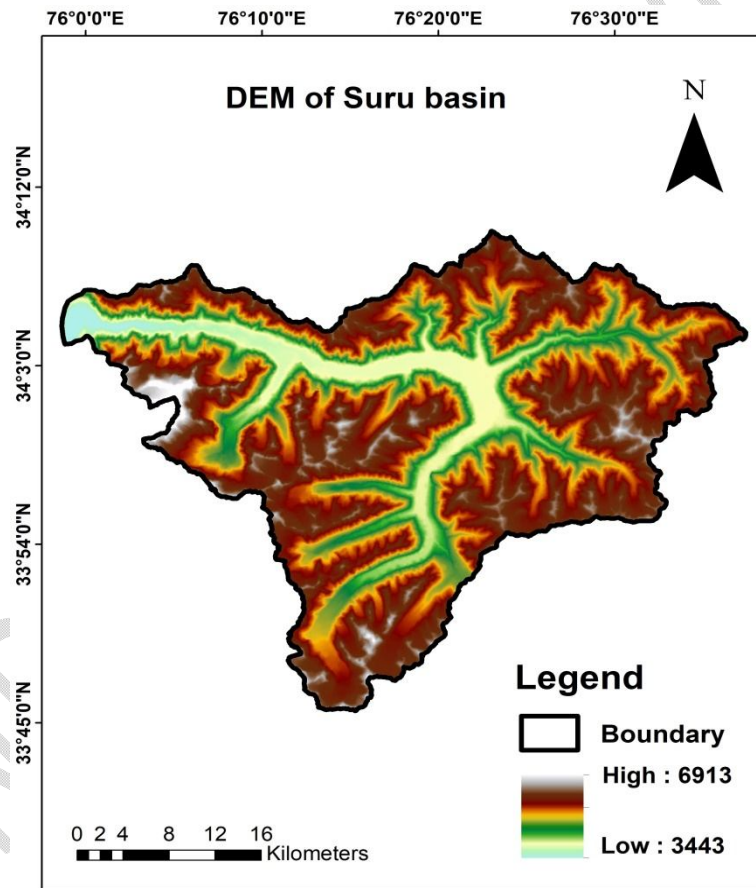 76°0'0"E 76°10'0"E 76°20'0"E 76°30'0"E
DEM of Suru basin
N
34°12'0"N
34°3'0"N
33°54'0"N
33°45'0"N
Legend
Boundary
High : 6913
Low : 3443
0 2 4 8 12 16
Kilometers